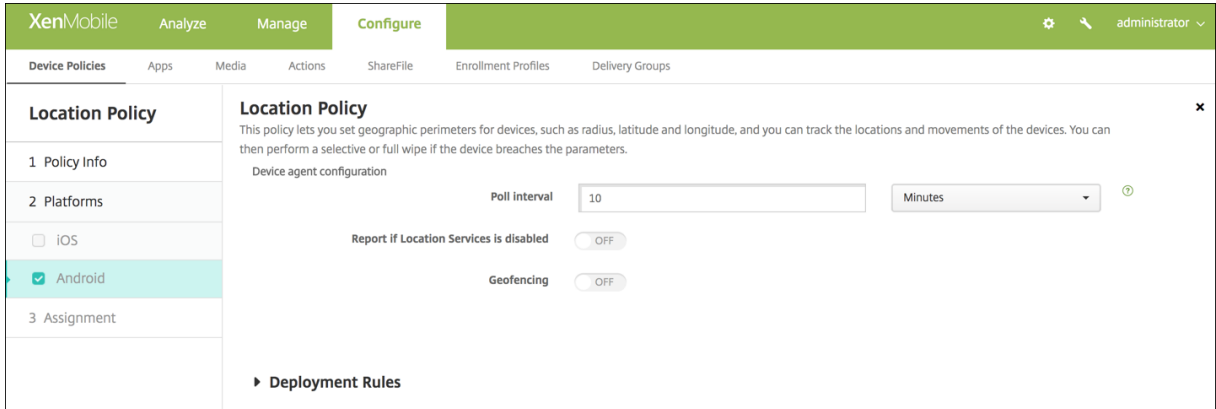 XenMobile Analyze Manage Configure administrator
Device Policies Apps Media Actions ShareFile Enrollment Profiles Delivery Groups
Location Policy
1 Policy Info
2 Platforms
iOS
Android
3 Assignment
Location Policy
This policy lets you set geographic perimeters for devices, such as radius, latitude and longitude, and you can track the locations and movements of the devices. You can
then perform a selective or full wipe if the device breaches the parameters.
Device agent configuration
Poll interval 10 Minutes ?
Report if Location Services is disabled OFF
Geofencing OFF
Deployment Rules